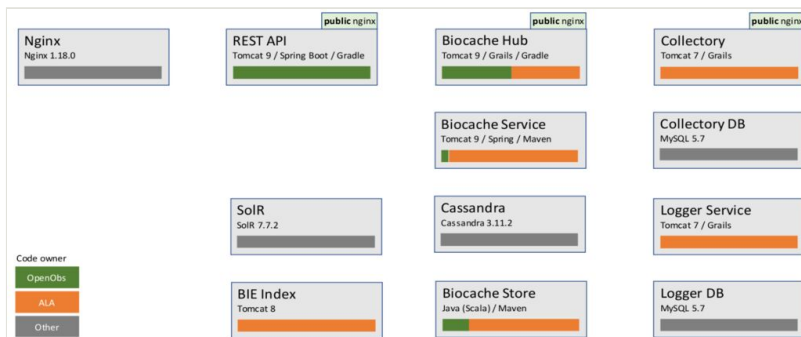 public nginx
public nginx
public nginx
Nginx
Nginx 1.18.0
REST API
Tomcat 9 / Spring Boot / Gradle
Biocache Hub
Tomcat 9 / Grails / Gradle
Collectory
Tomcat 7 / Grails
Biocache Service
Tomcat 9 / Spring / Maven
Collectory DB
MySQL 5.7
SolR
SolR 7.7.2
Cassandra
Cassandra 3.11.2
Logger Service
Tomcat 7 / Grails
Code owner
OpenObs
ALA
Other
BIE Index
Tomcat 8
Biocache Store
Java (Scala) / Maven
Logger DB
MySQL 5.7